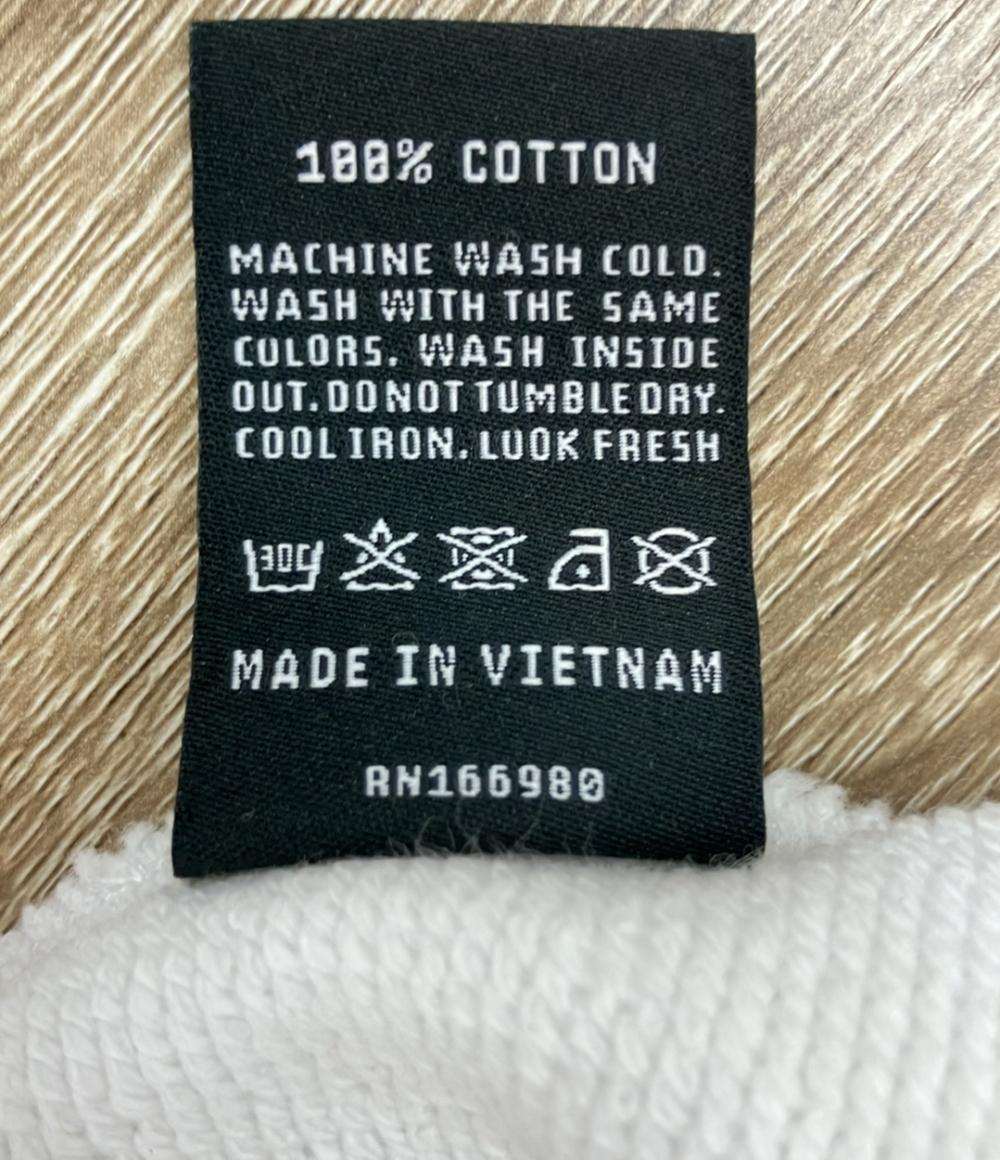 100% COTTON
MACHINE WASH COLD.
WASH WITH THE SAME
COLORS. WASH INSIDE
OUT. DO NOT TUMBLE DRY.
COOL IRON. LOOK FRESH
30C
MADE IN VIETNAM
RN166980